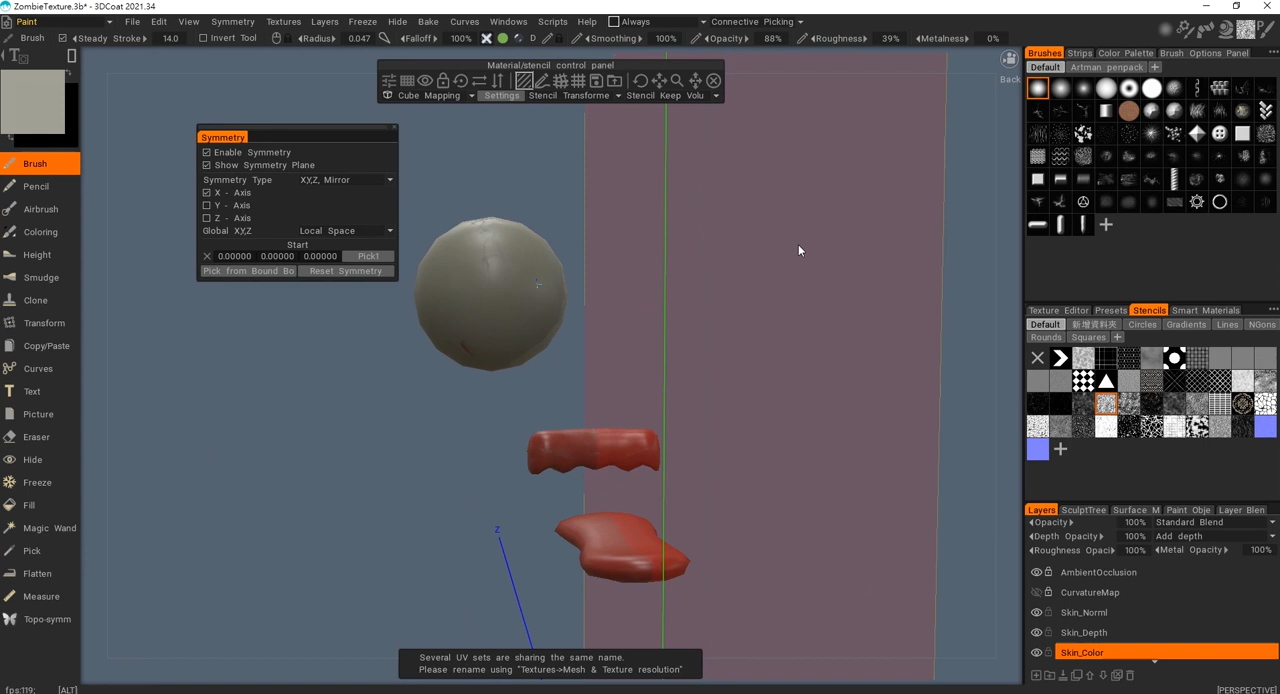 ZombieTexture.3b* - 3DCoat 2021.34
Paint File Edit View Symmetry Textures Layers Freeze Hide Bake Curves Windows Scripts Help Always Connective Picking
Brush Steady Stroke 14.0 Invert Tool Radius 0.047 Falloff 100% D Smoothing 100% Opacity 88% Roughness 39% Metalness 0%
Material/stencil control panel
Cube Mapping Settings Stencil Transforme Stencil Keep Volu
Back
Symmetry
Enable Symmetry
Show Symmetry Plane
Symmetry Type X,Y,Z, Mirror
X - Axis
Y - Axis
Z - Axis
Global X,Y,Z Local Space
Start
0.00000 0.00000 0.00000 Pick1
Pick from Bound Bo Reset Symmetry
Brush
Pencil
Airbrush
Coloring
Height
Smudge
Clone
Transform
Copy/Paste
Curves
Text
Picture
Eraser
Hide
Freeze
Fill
Magic Wand
Pick
Flatten
Measure
Topo-symm
Z
Several UV sets are sharing the same name.
Please rename using "Textures->Mesh & Texture resolution"
fps:119; [ALT]
[PERSPECTIVE]
Brushes Strips Color Palette Brush Options Panel
Default Artman penpack
Texture Editor Presets Stencils Smart Materials
Default 新增資料夾 Circles Gradients Lines NGons
Rounds Squares
Layers SculptTree Surface M Paint Obje Layer Blen
Opacity 100% Standard Blend
Depth Opacity 100% Add depth
Roughness Opaci 100% Metal Opacity 100%
AmbientOcclusion
CurvatureMap
Skin_Norml
Skin_Depth
Skin_Color